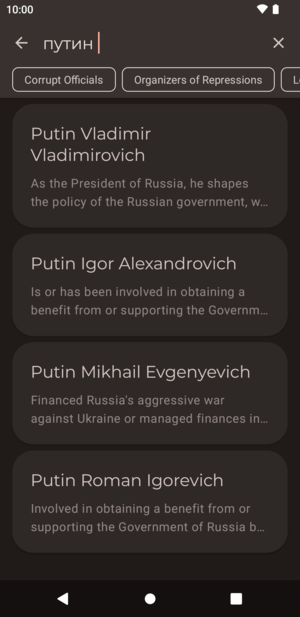 10:00
путин
Corrupt Officials Organizers of Repressions
Putin Vladimir
Vladimirovich
As the President of Russia, he shapes
the policy of the Russian government, w...
Putin Igor Alexandrovich
Is or has been involved in obtaining a
benefit from or supporting the Governm...
Putin Mikhail Evgenyevich
Financed Russia's aggressive war
against Ukraine or managed finances in...
Putin Roman Igorevich
Involved in obtaining a benefit from or
supporting the Government of Russia b...